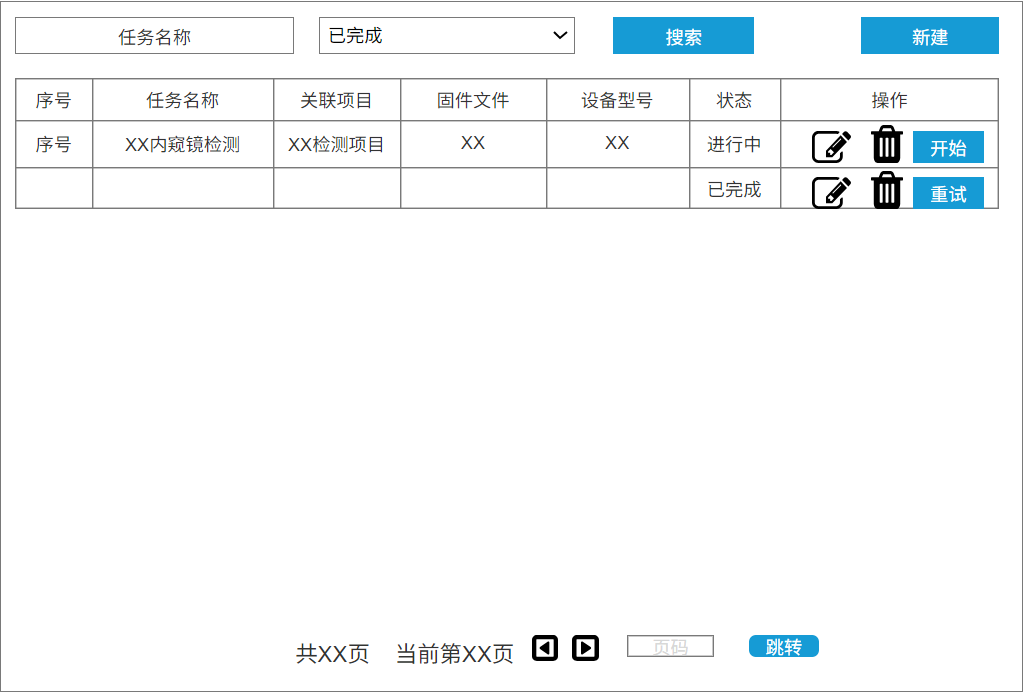 任务名称 已完成 搜索 新建
序号 任务名称 关联项目 固件文件 设备型号 状态 操作
序号 XX内窥镜检测 XX检测项目 XX XX 进行中 开始
已完成 重试
共XX页 当前第XX页 页码 跳转